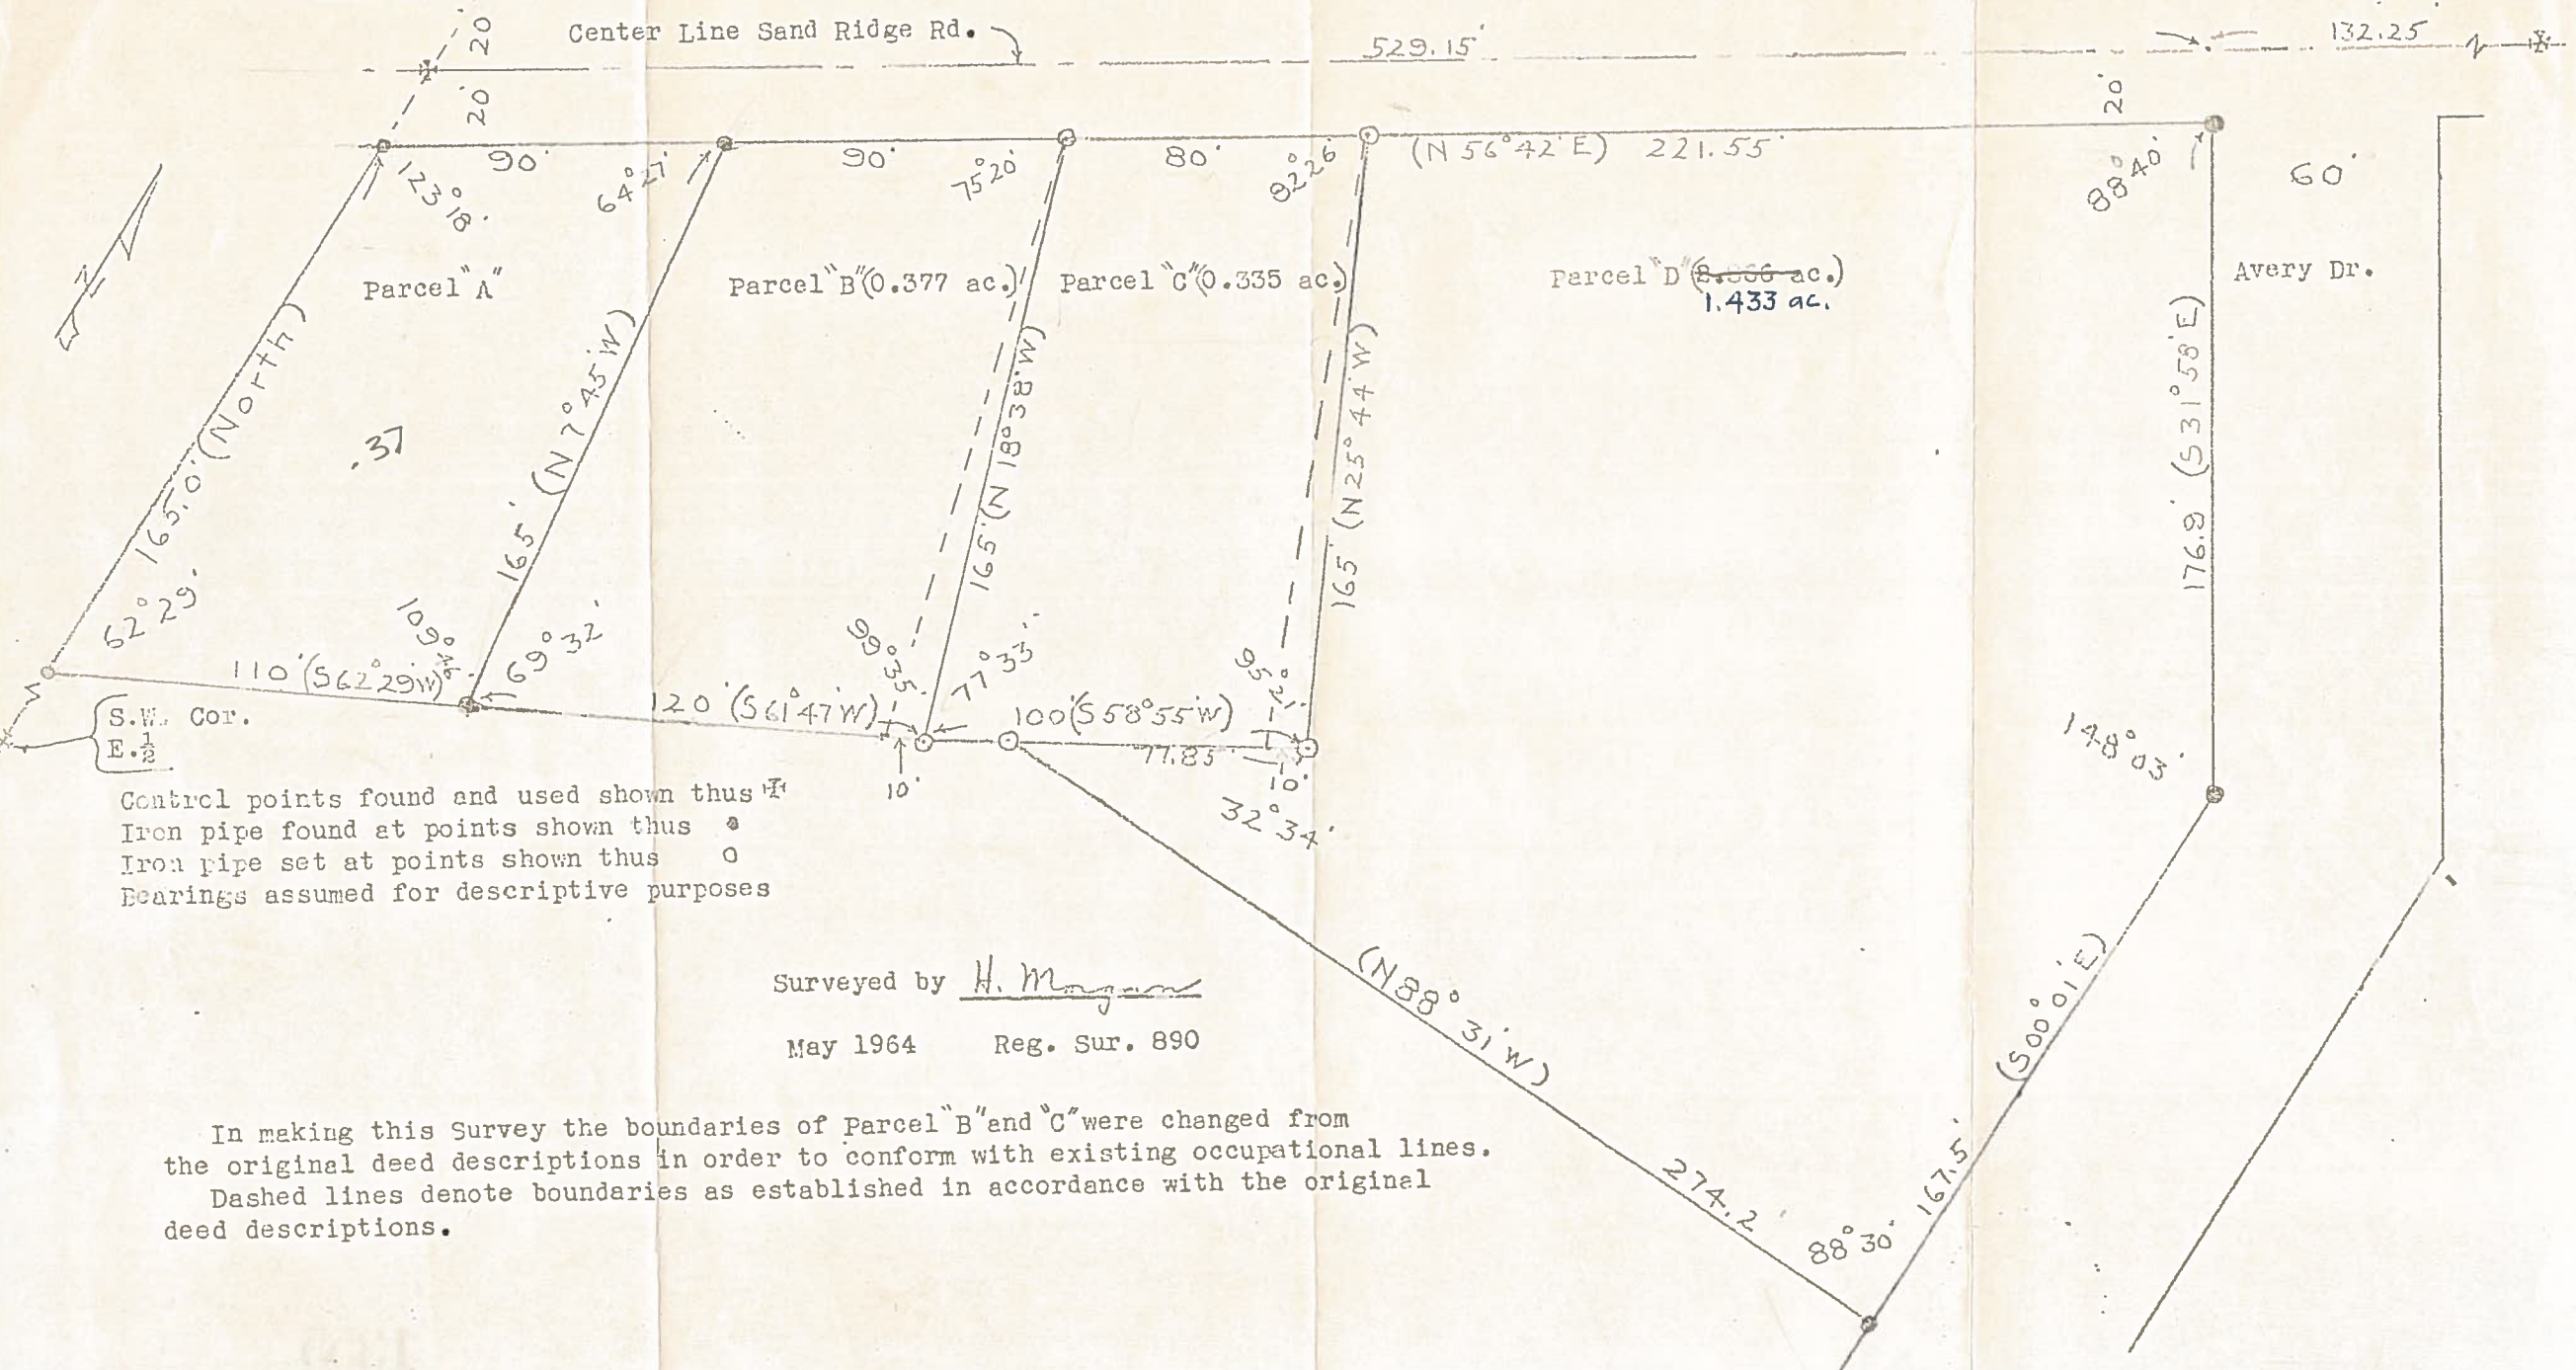 Center Line Sand Ridge Rd.
529.15'
132.25'
20'
20'
20'
90'
90'
80'
(N 56°42' E) 221.55'
123°18'
64°27'
75°20'
82°26'
88°40'
60'
N
Parcel "A"
Parcel "B" (0.377 ac.)
Parcel "C" (0.335 ac.)
Parcel "D" ( ac.)
1.433 ac.
Avery Dr.
.37
165.0' (North)
165' (N 7°45' W)
165' (N 18°38' W)
165' (N 25°44' W)
176.9' (S 31°58' E)
62°29'
69°32'
99°35'
77°33'
95°21'
148°03'
110' (S 62°29' W)
120' (S 61°47' W)
100' (S 58°55' W)
77.85'
10'
10'
32°34'
S.W. Cor.
E.½
Control points found and used shown thus
Iron pipe found at points shown thus
Iron pipe set at points shown thus
Bearings assumed for descriptive purposes
Surveyed by H. Morgan
May 1964 Reg. Sur. 890
(N 88° 31' W)
274.2'
88°30'
167.5'
(S 00° 01' E)
In making this Survey the boundaries of Parcel "B" and "C" were changed from
the original deed descriptions in order to conform with existing occupational lines.
Dashed lines denote boundaries as established in accordance with the original
deed descriptions.